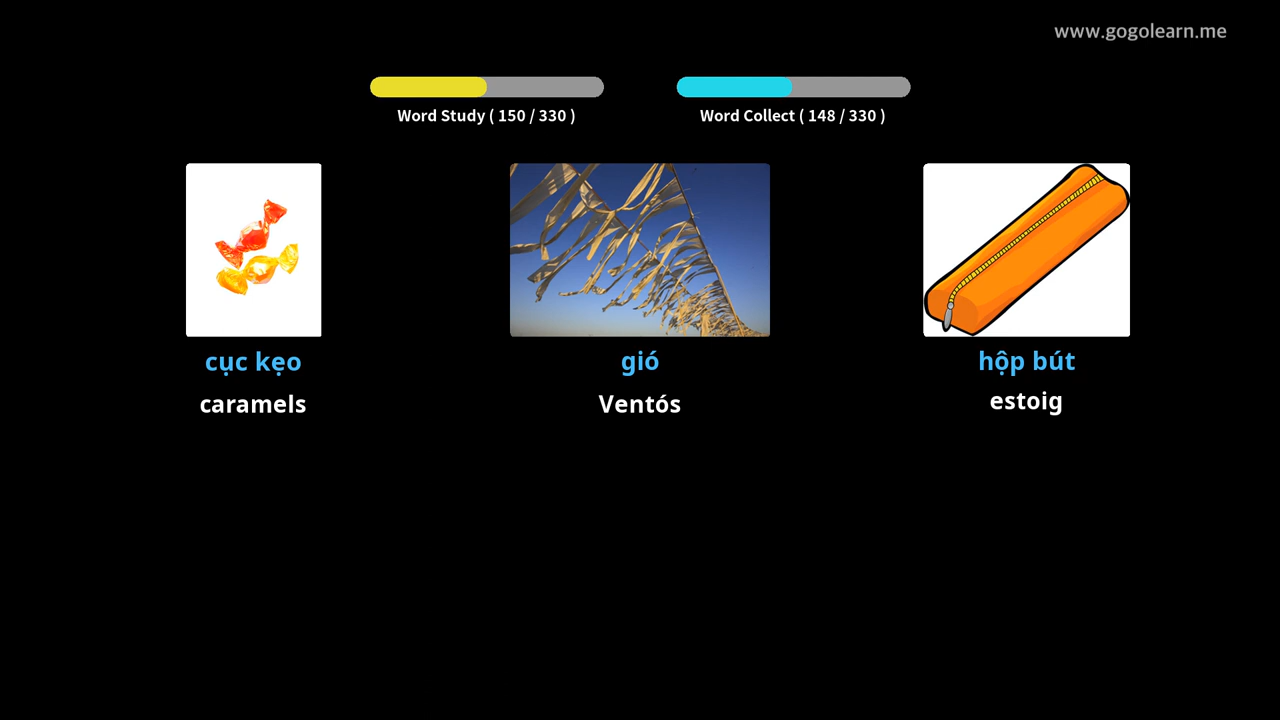 www.gogolearn.me
Word Study ( 150 / 330 )
Word Collect ( 148 / 330 )
cục kẹo
caramels
gió
Ventós
hộp bút
estoig